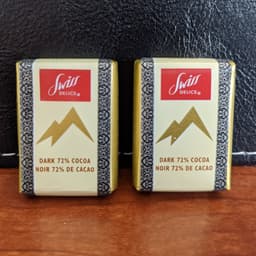 Swiss
DELICE®
DARK 72% COCOA
NOIR 72% DE CACAO
Swiss
DELICE®
DARK 72% COCOA
NOIR 72% DE CACAO